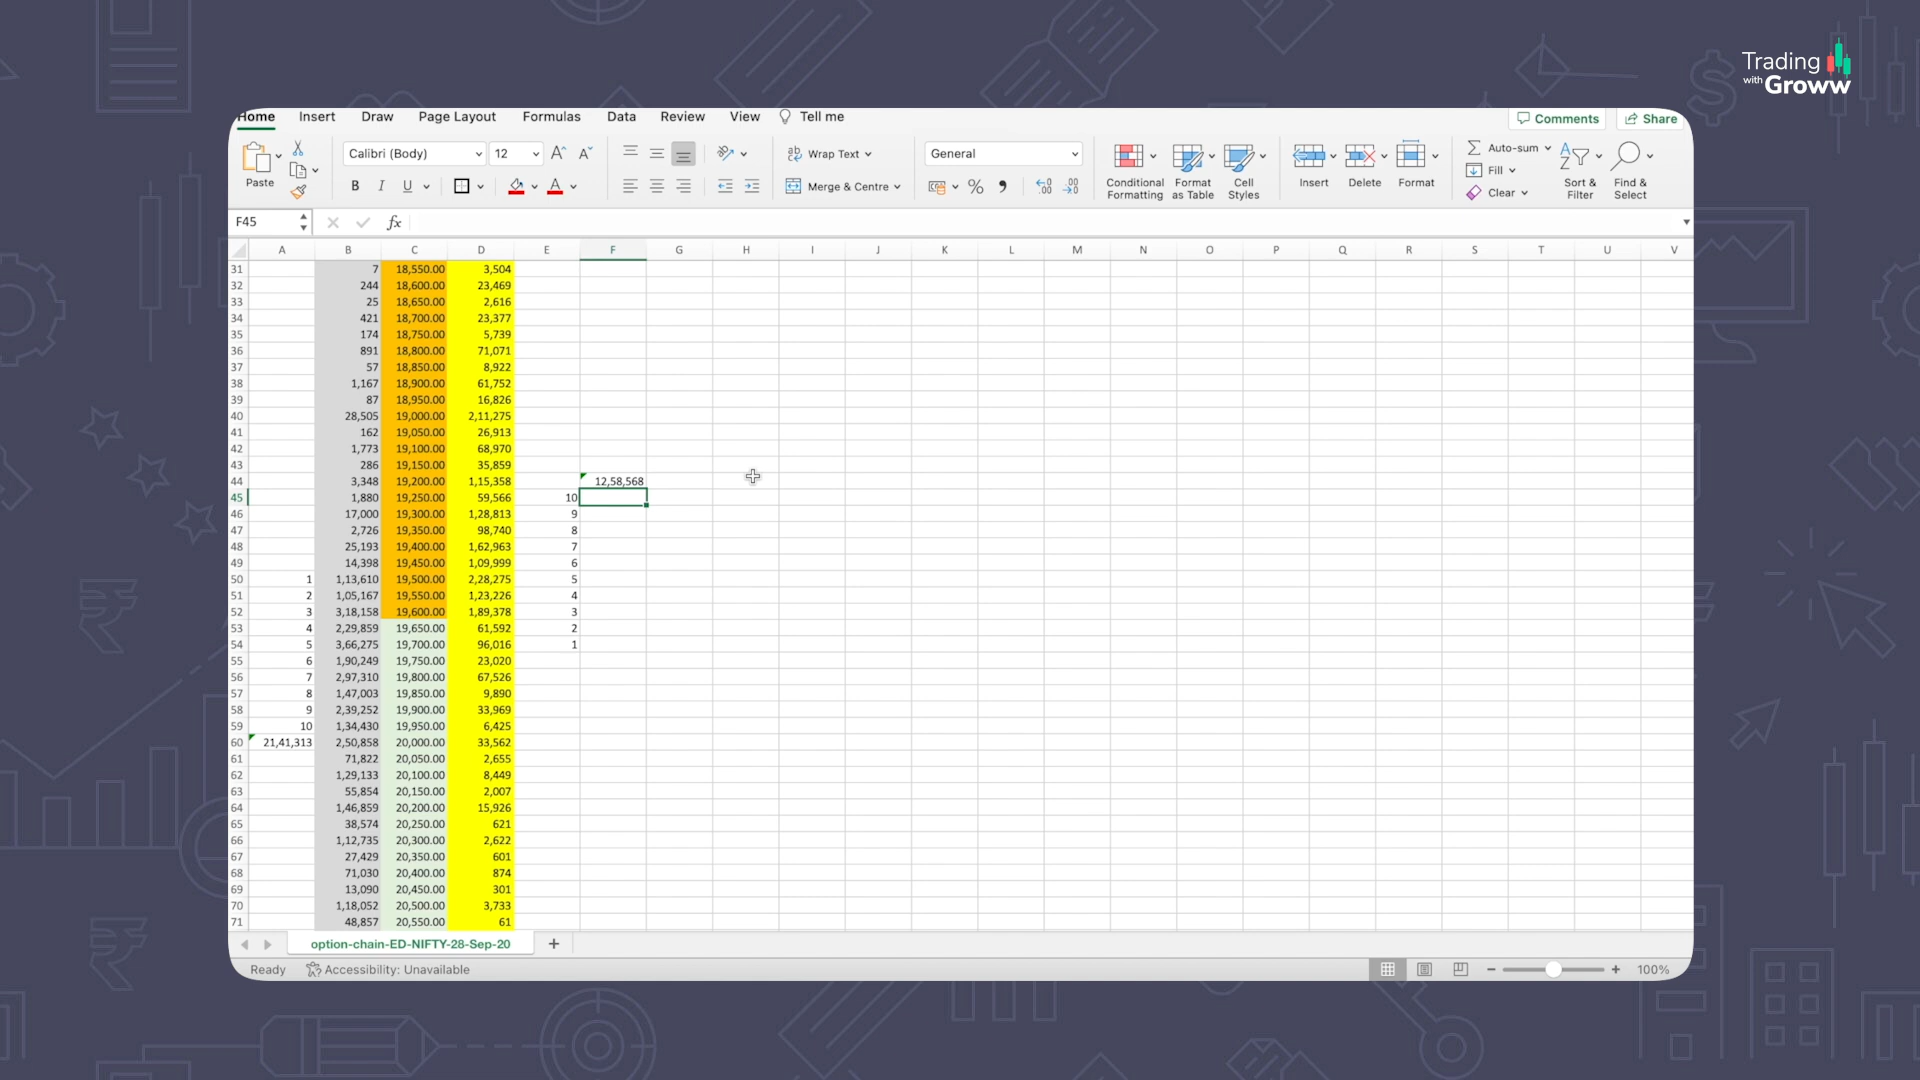 Trading
with Groww
Home Insert Draw Page Layout Formulas Data Review View Tell me Comments Share
Paste Calibri (Body) 12 A^ Aˇ ab Wrap Text General Auto-sum
B I U A Merge & Centre % Fill
Conditional Formatting Format as Table Cell Styles Insert Delete Format Clear Sort & Filter Find & Select
F45 fx
A B C D E F G H I J K L M N O P Q R S T U V
31 7 18,550.00 3,504
32 244 18,600.00 23,469
33 25 18,650.00 2,616
34 421 18,700.00 23,377
35 174 18,750.00 5,739
36 891 18,800.00 71,071
37 57 18,850.00 8,922
38 1,167 18,900.00 61,752
39 87 18,950.00 16,826
40 28,505 19,000.00 2,11,275
41 162 19,050.00 26,913
42 1,773 19,100.00 68,970
43 286 19,150.00 35,859
44 3,348 19,200.00 1,15,358 12,58,568
45 1,880 19,250.00 59,566 10
46 17,000 19,300.00 1,28,813 9
47 2,726 19,350.00 98,740 8
48 25,193 19,400.00 1,62,963 7
49 14,398 19,450.00 1,09,999 6
50 1 1,13,610 19,500.00 2,28,275 5
51 2 1,05,167 19,550.00 1,23,226 4
52 3 3,18,158 19,600.00 1,89,378 3
53 4 2,29,859 19,650.00 61,592 2
54 5 3,66,275 19,700.00 96,016 1
55 6 1,90,249 19,750.00 23,020
56 7 2,97,310 19,800.00 67,526
57 8 1,47,003 19,850.00 9,890
58 9 2,39,252 19,900.00 33,969
59 10 1,34,430 19,950.00 6,425
60 21,41,313 2,50,858 20,000.00 33,562
61 71,822 20,050.00 2,655
62 1,29,133 20,100.00 8,449
63 55,854 20,150.00 2,007
64 1,46,859 20,200.00 15,926
65 38,574 20,250.00 621
66 1,12,735 20,300.00 2,622
67 27,429 20,350.00 601
68 71,030 20,400.00 874
69 13,090 20,450.00 301
70 1,18,052 20,500.00 3,733
71 48,857 20,550.00 61
option-chain-ED-NIFTY-28-Sep-20 +
Ready Accessibility: Unavailable 100%